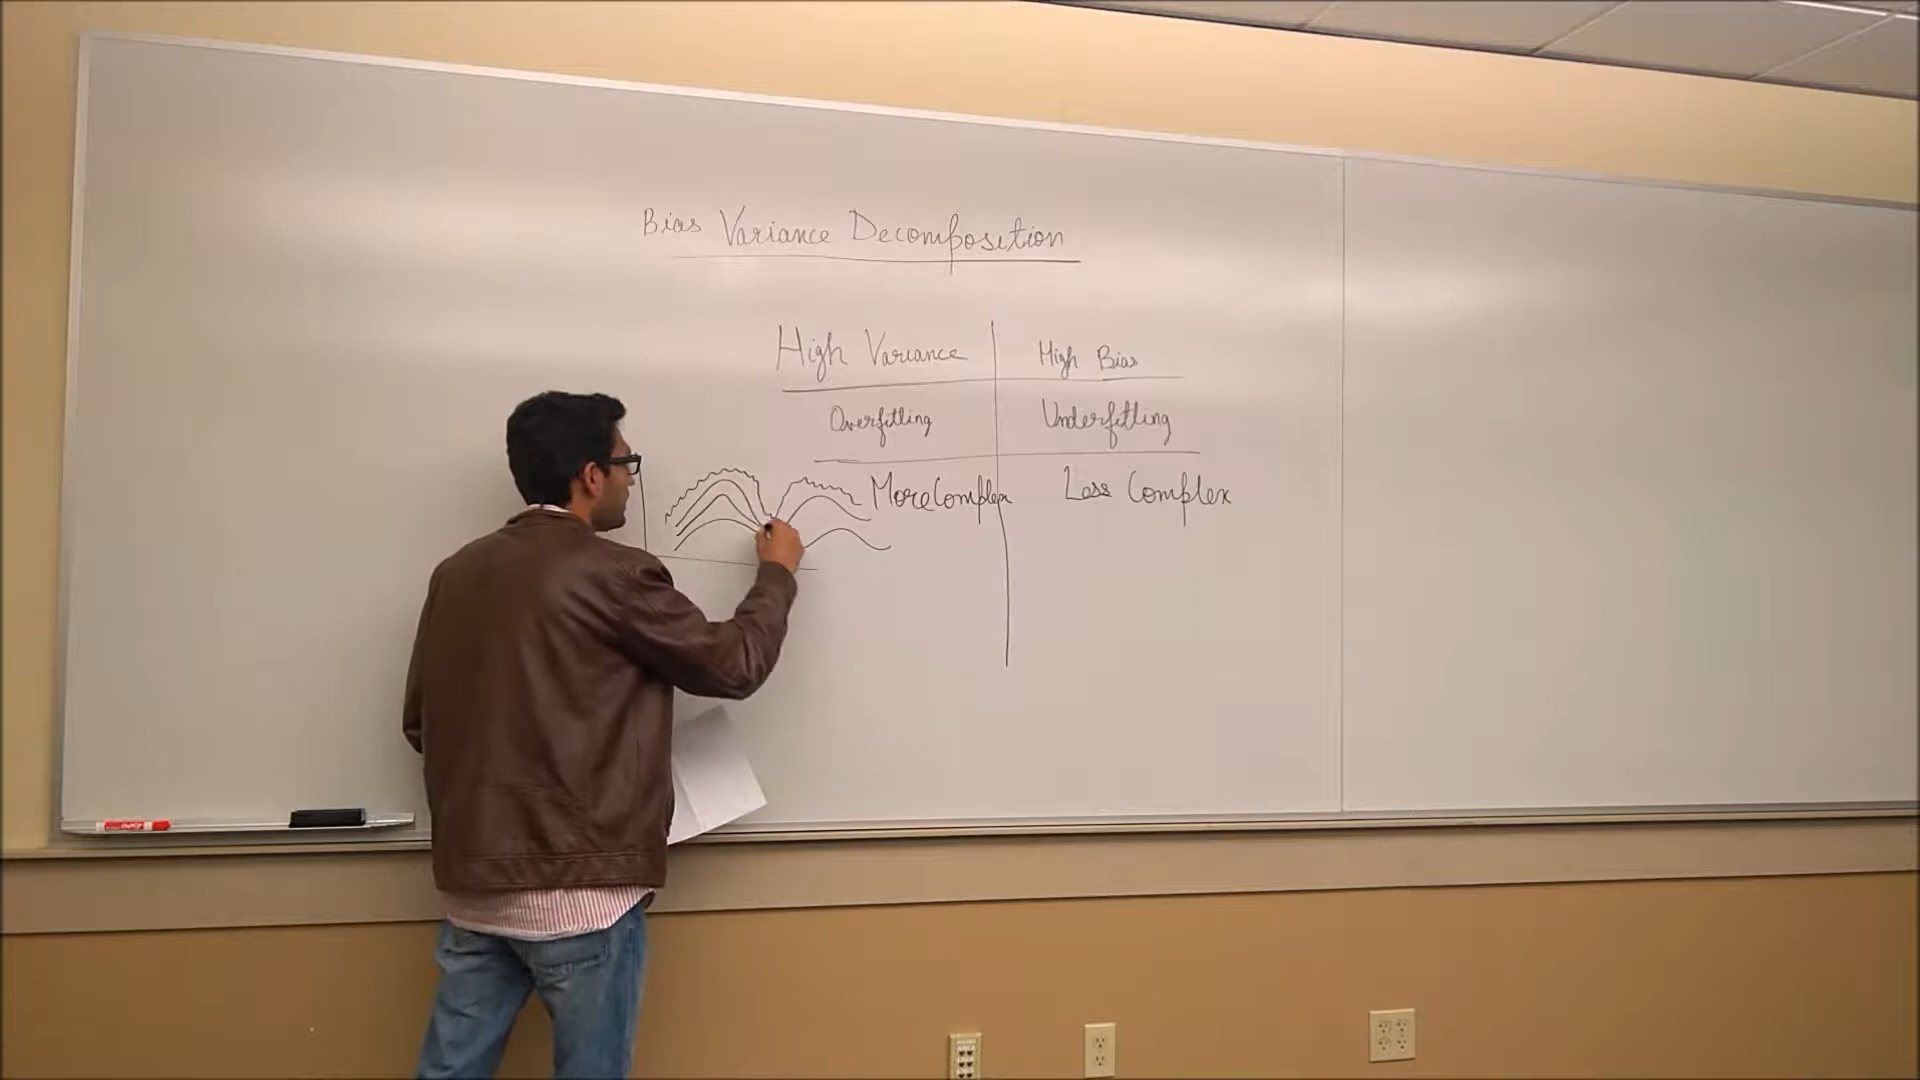 Bias Variance Decomposition
High Variance High Bias
Overfitting Underfitting
More Complex Less Complex